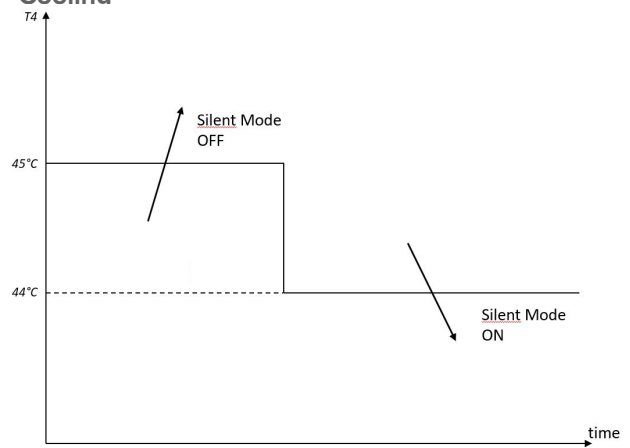 Cooling
T4
Silent Mode
OFF
45°C
44°C
Silent Mode
ON
time